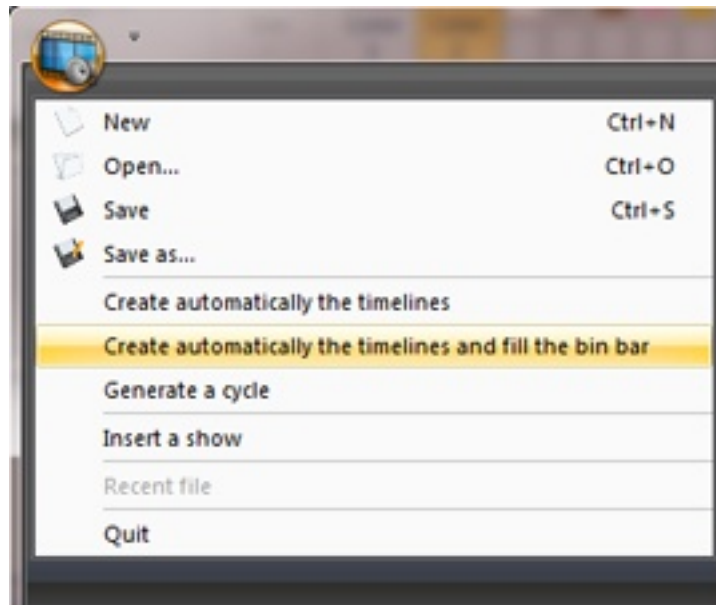 New Ctrl+N
Open... Ctrl+O
Save Ctrl+S
Save as...
Create automatically the timelines
Create automatically the timelines and fill the bin bar
Generate a cycle
Insert a show
Recent file
Quit